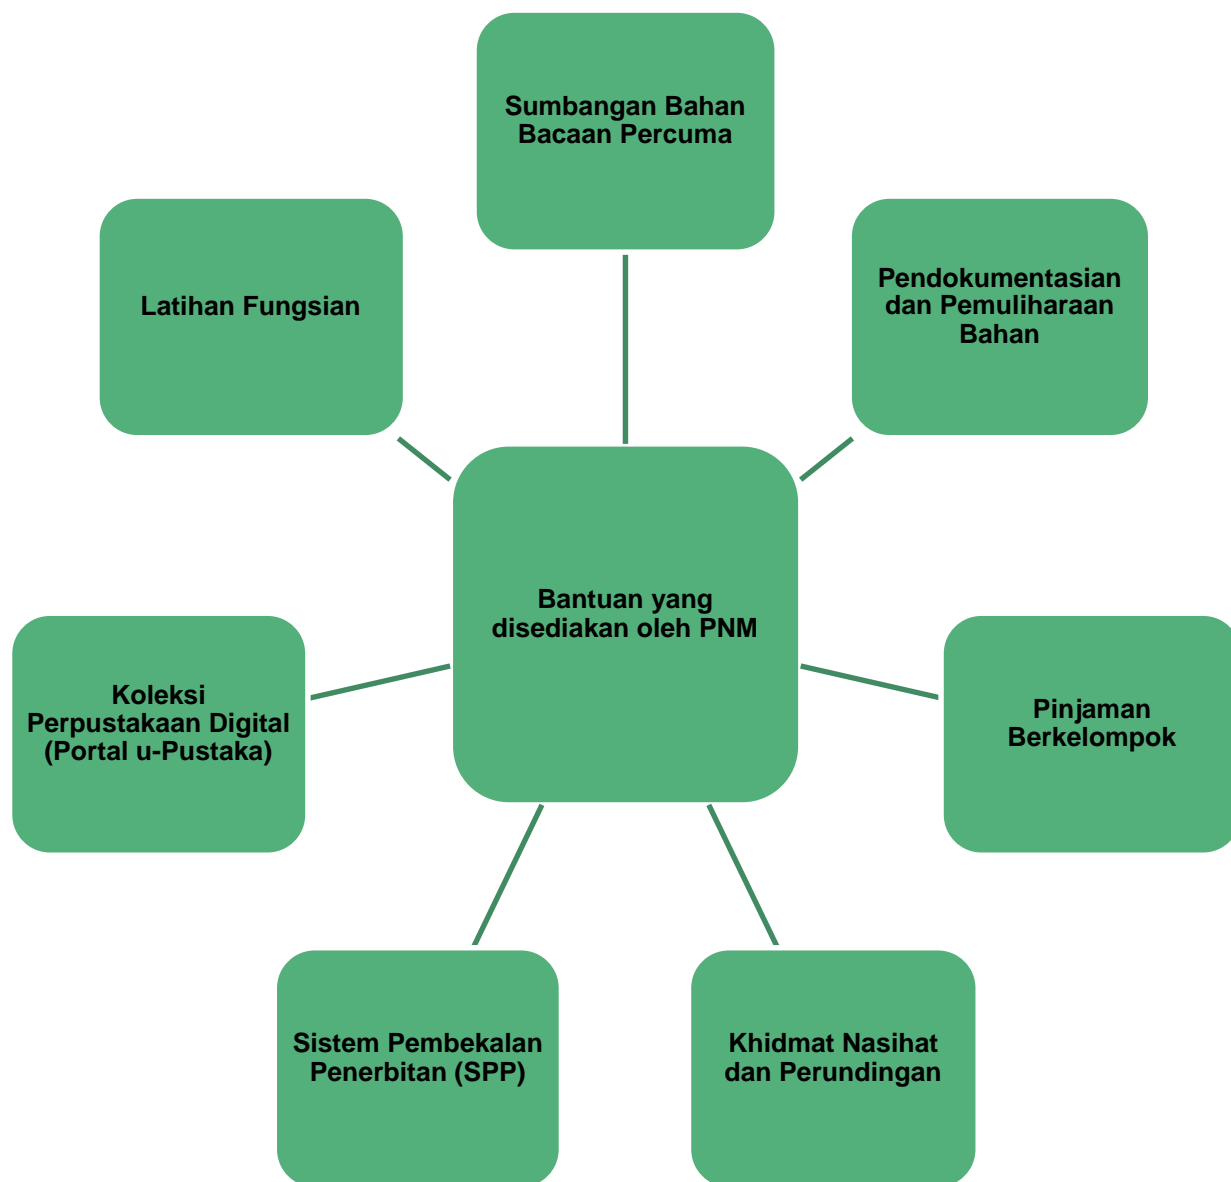 Sumbangan Bahan
Bacaan Percuma
Latihan Fungsian
Pendokumentasian
dan Pemuliharaan
Bahan
Bantuan yang
disediakan oleh PNM
Koleksi
Perpustakaan Digital
(Portal u-Pustaka)
Pinjaman
Berkelompok
Sistem Pembekalan
Penerbitan (SPP)
Khidmat Nasihat
dan Perundingan